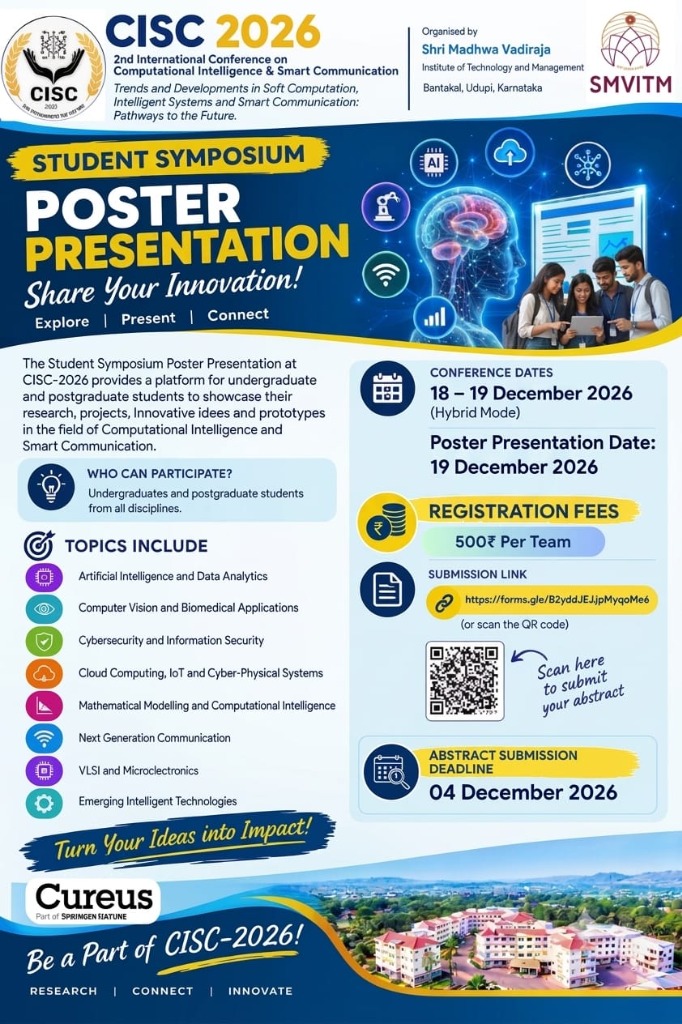 CISC 2026
2nd International Conference on
Computational Intelligence & Smart Communication
Trends and Developments in Soft Computation,
Intelligent Systems and Smart Communication:
Pathways to the Future.
CISC
2023
Organised by
Shri Madhwa Vadiraja
Institute of Technology and Management
Bantakal, Udupi, Karnataka
SMVITM
STUDENT SYMPOSIUM
POSTER
PRESENTATION
Share Your Innovation!
Explore | Present | Connect
AI
The Student Symposium Poster Presentation at
CISC-2026 provides a platform for undergraduate
and postgraduate students to showcase their
research, projects, Innovative idees and prototypes
in the field of Computational Intelligence and
Smart Communication.
WHO CAN PARTICIPATE?
Undergraduates and postgraduate students
from all disciplines.
TOPICS INCLUDE
Artificial Intelligence and Data Analytics
Computer Vision and Biomedical Applications
Cybersecurity and Information Security
Cloud Computing, IoT and Cyber-Physical Systems
Mathematical Modelling and Computational Intelligence
Next Generation Communication
VLSI and Microelectronics
Emerging Intelligent Technologies
Turn Your Ideas into Impact!
CONFERENCE DATES
18 – 19 December 2026
(Hybrid Mode)
Poster Presentation Date:
19 December 2026
₹
REGISTRATION FEES
500₹ Per Team
SUBMISSION LINK
https://forms.gle/B2yddJEJjpMyqoMe6
(or scan the QR code)
Scan here
to submit
your abstract
ABSTRACT SUBMISSION
DEADLINE
04 December 2026
Cureus
Part of SPRINGEN SIATUNE
Be a Part of CISC-2026!
RESEARCH | CONNECT | INNOVATE